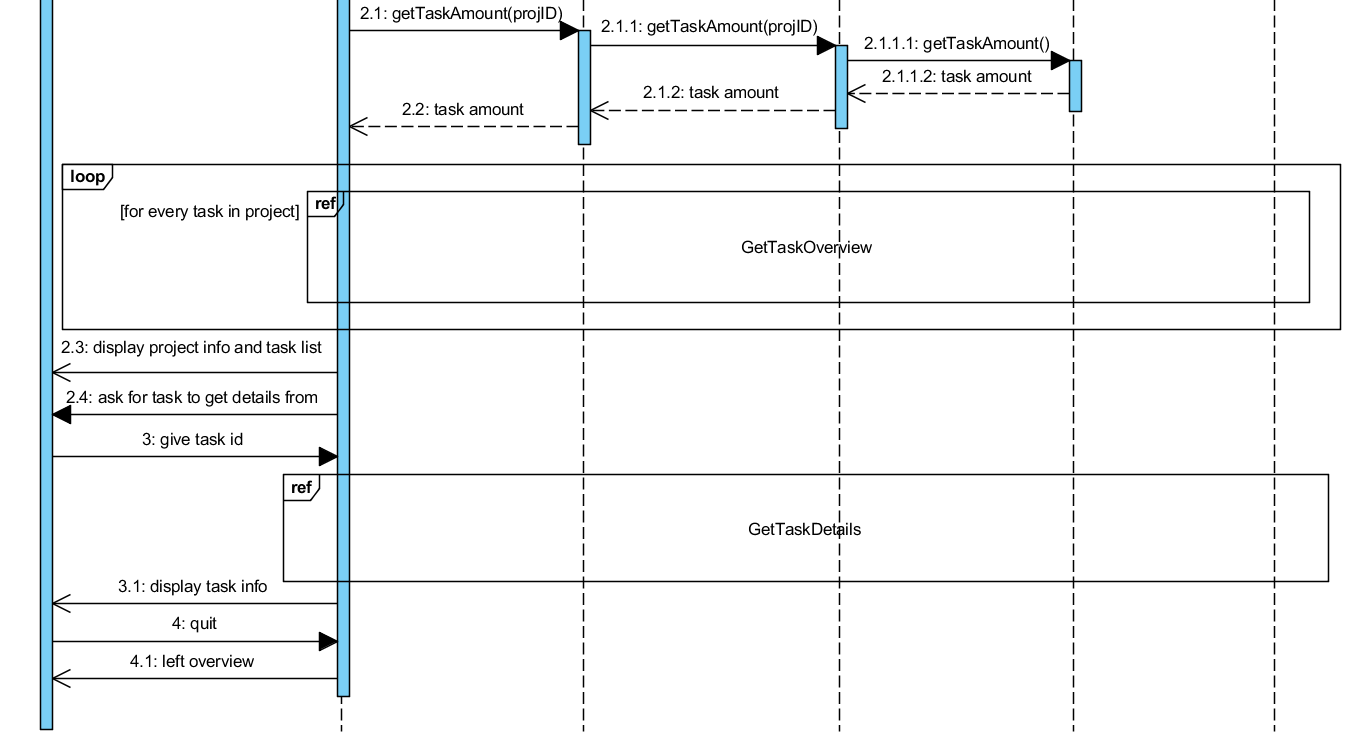 2.1: getTaskAmount(projID)
2.1.1: getTaskAmount(projID)
2.1.1.1: getTaskAmount()
2.1.1.2: task amount
2.1.2: task amount
2.2: task amount
loop
[for every task in project]
ref
GetTaskOverview
2.3: display project info and task list
2.4: ask for task to get details from
3: give task id
ref
GetTaskDetails
3.1: display task info
4: quit
4.1: left overview